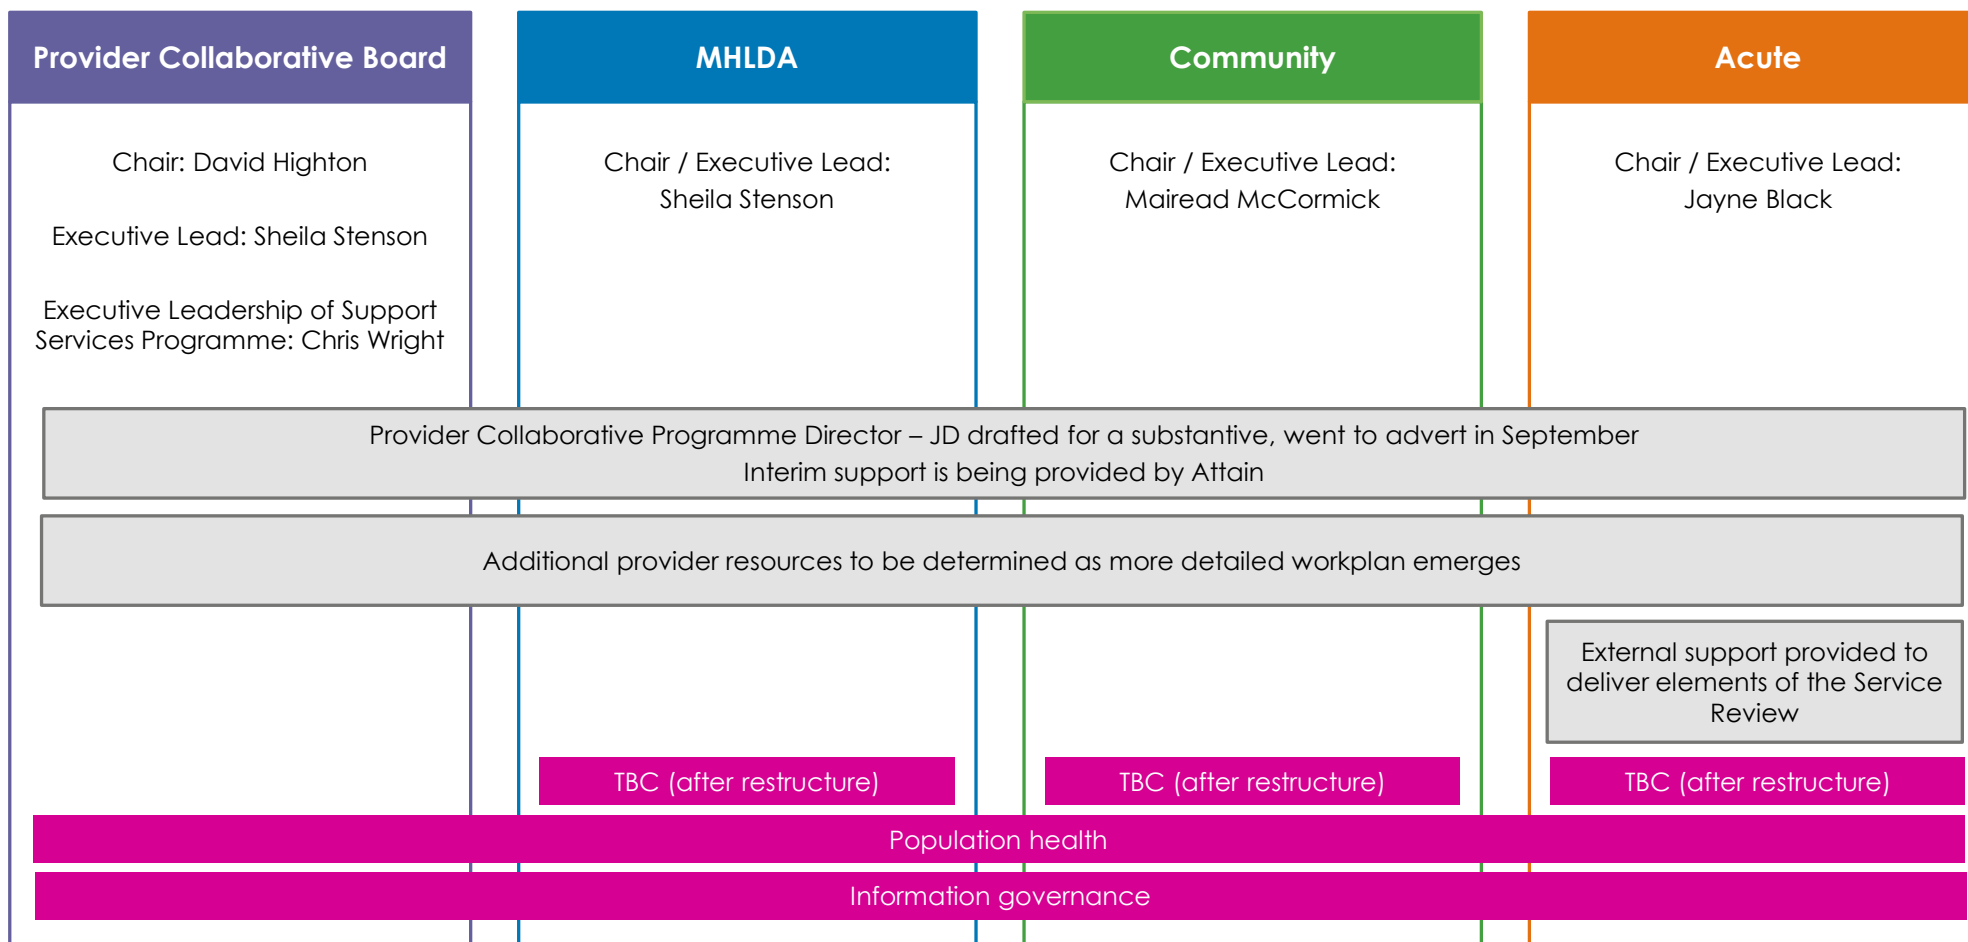 Provider Collaborative Board
MHLDA
Community
Acute
Chair: David Highton
Executive Lead: Sheila Stenson
Executive Leadership of Support
Services Programme: Chris Wright
Chair / Executive Lead:
Sheila Stenson
Chair / Executive Lead:
Mairead McCormick
Chair / Executive Lead:
Jayne Black
Provider Collaborative Programme Director – JD drafted for a substantive, went to advert in September
Interim support is being provided by Attain
Additional provider resources to be determined as more detailed workplan emerges
External support provided to
deliver elements of the Service
Review
TBC (after restructure)
TBC (after restructure)
TBC (after restructure)
Population health
Information governance